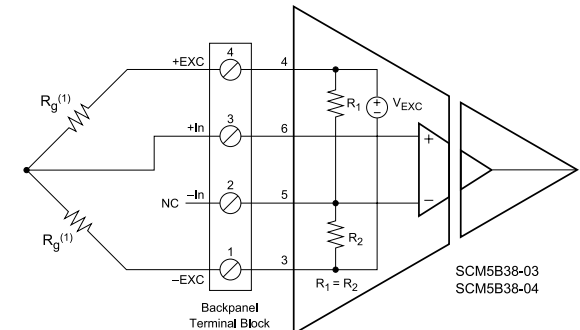 +EXC
4
4
Rg(1)
R1
VEXC
+
–
3
+In
6
+
NC
–In
2
5
–
Rg(1)
R2
1
3
–EXC
R1 = R2
SCM5B38-03
SCM5B38-04
Backpanel
Terminal Block